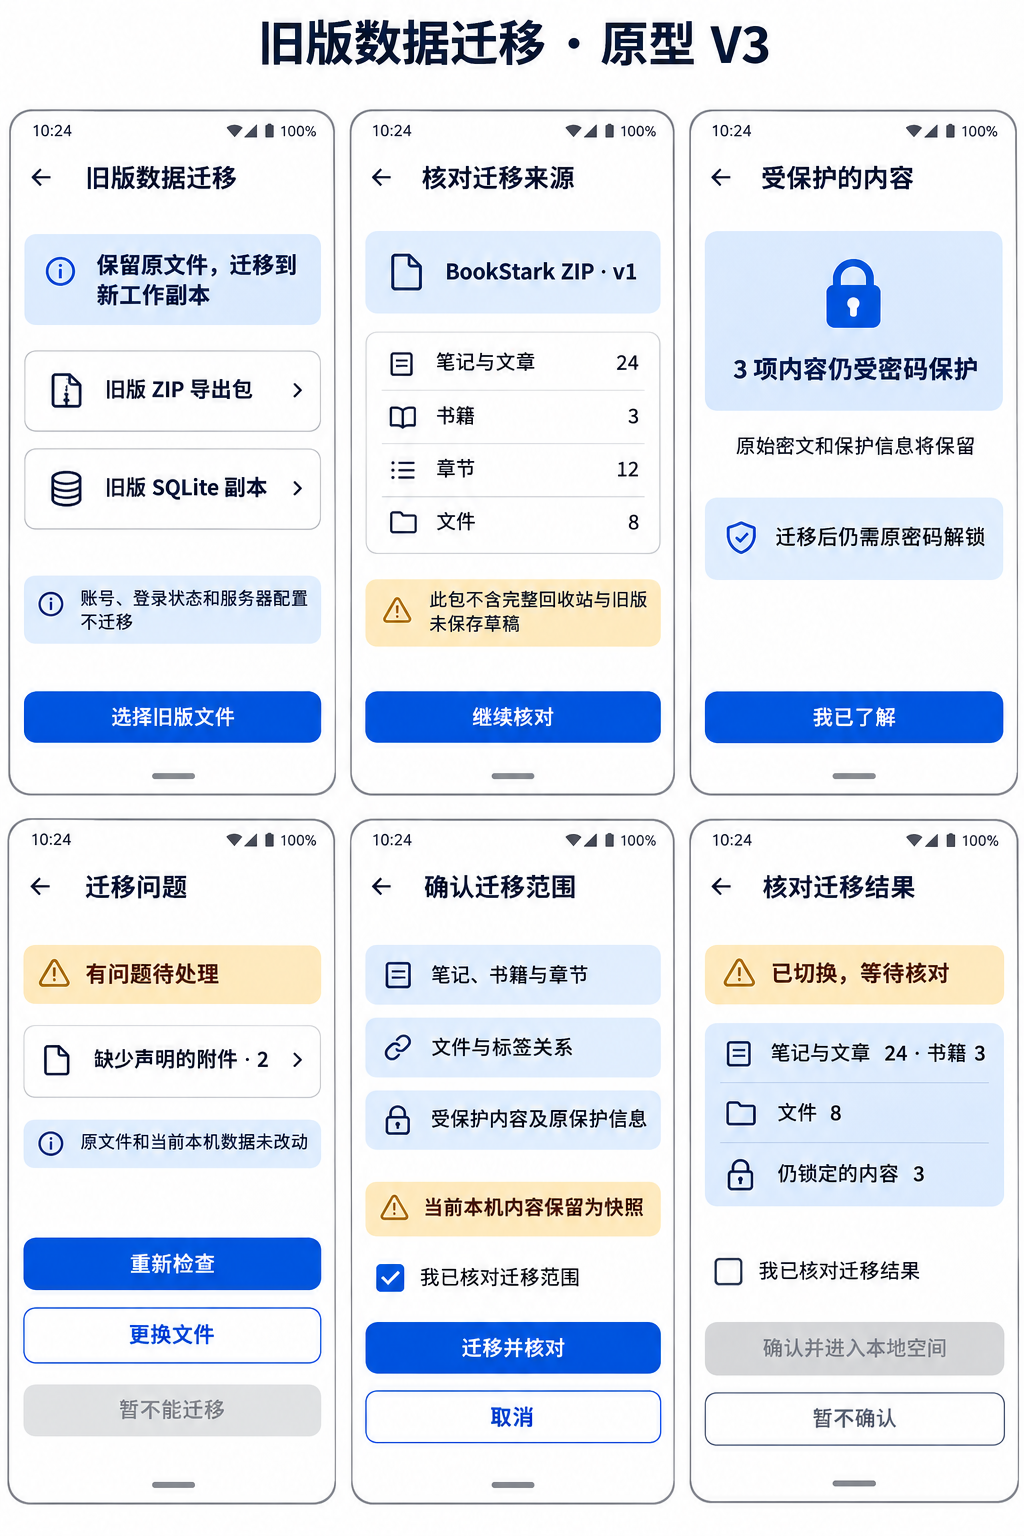 旧版数据迁移 · 原型 V3
10:24 100%
旧版数据迁移
保留原文件，迁移到
新工作副本
旧版 ZIP 导出包
旧版 SQLite 副本
账号、登录状态和服务器配置
不迁移
选择旧版文件
10:24 100%
核对迁移来源
BookStark ZIP · v1
笔记与文章 24
书籍 3
章节 12
文件 8
此包不含完整回收站与旧版
未保存草稿
继续核对
10:24 100%
受保护的内容
3 项内容仍受密码保护
原始密文和保护信息将保留
迁移后仍需原密码解锁
我已了解
10:24 100%
迁移问题
有问题待处理
缺少声明的附件 · 2
原文件和当前本机数据未改动
重新检查
更换文件
暂不能迁移
10:24 100%
确认迁移范围
笔记、书籍与章节
文件与标签关系
受保护内容及原保护信息
当前本机内容保留为快照
我已核对迁移范围
迁移并核对
取消
10:24 100%
核对迁移结果
已切换，等待核对
笔记与文章 24 · 书籍 3
文件 8
仍锁定的内容 3
我已核对迁移结果
确认并进入本地空间
暂不确认